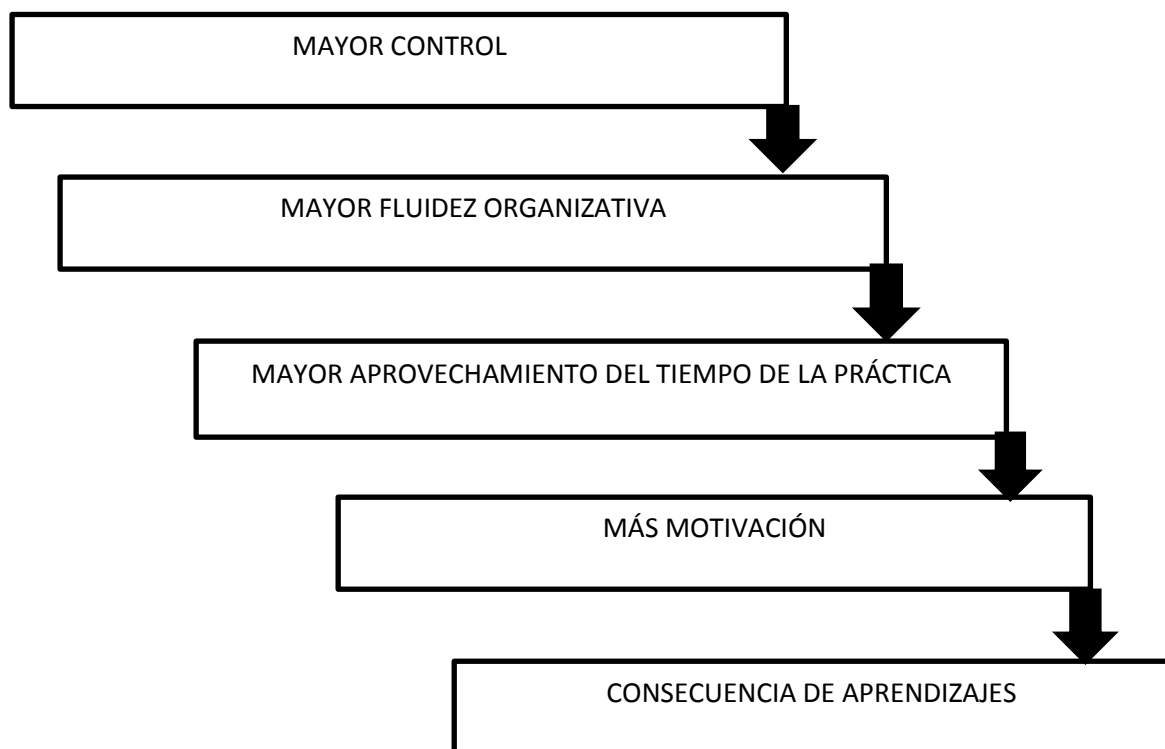 MAYOR CONTROL
MAYOR FLUIDEZ ORGANIZATIVA
MAYOR APROVECHAMIENTO DEL TIEMPO DE LA PRÁCTICA
MÁS MOTIVACIÓN
CONSECUENCIA DE APRENDIZAJES